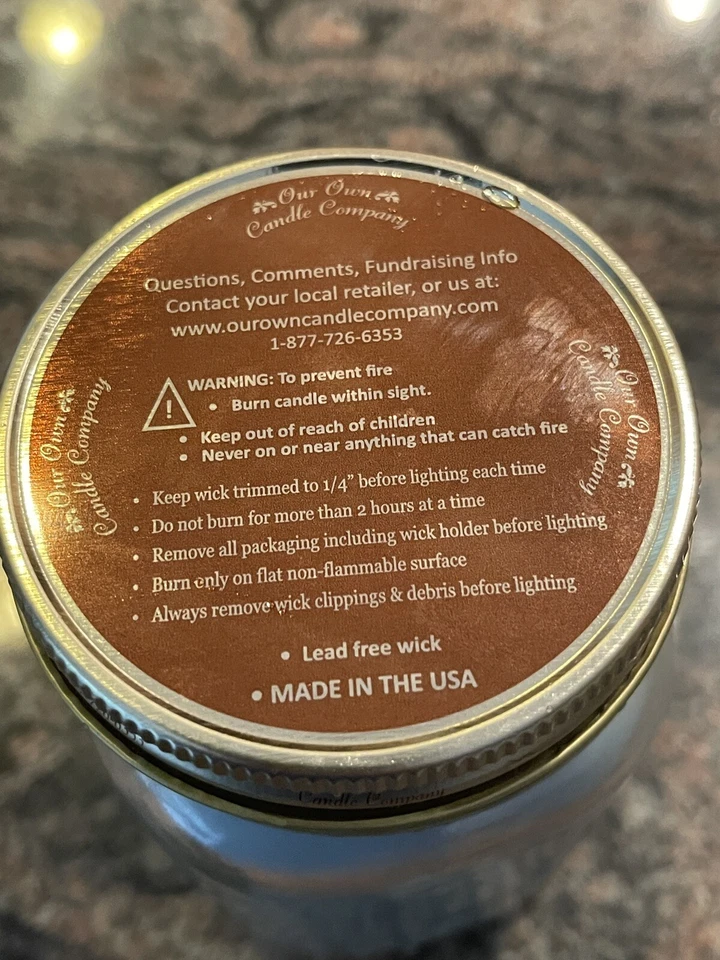 Our Own
Candle Company
Questions, Comments, Fundraising Info
Contact your local retailer, or us at:
www.ourowncandlecompany.com
1-877-726-6353
WARNING: To prevent fire
• Burn candle within sight.
• Keep out of reach of children
• Never on or near anything that can catch fire
Our Own
Candle Company
Our Own
Candle Company
• Keep wick trimmed to 1/4" before lighting each time
• Do not burn for more than 2 hours at a time
• Remove all packaging including wick holder before lighting
• Burn only on flat non-flammable surface
• Always remove wick clippings & debris before lighting
• Lead free wick
• MADE IN THE USA
Candle Company